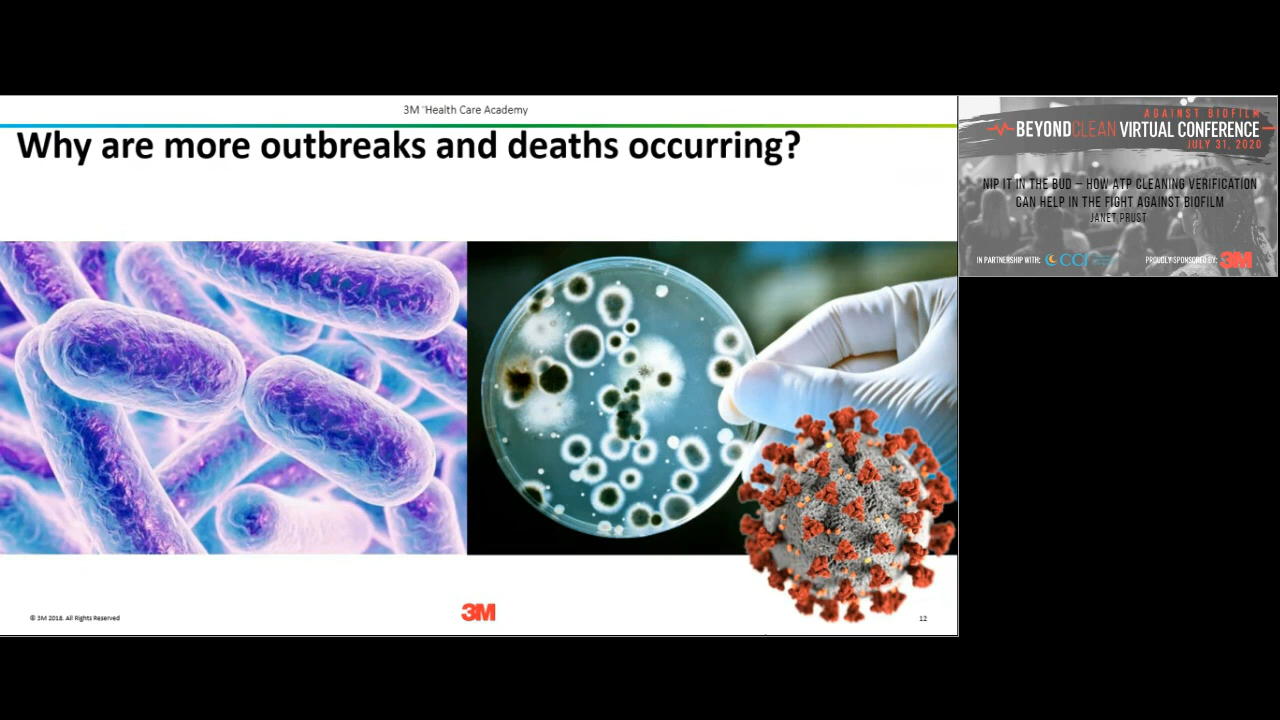 3M Health Care Academy
Why are more outbreaks and deaths occurring?
© 3M 2018. All Rights Reserved
3M
12
AGAINST BIOFILM
BEYONDCLEAN VIRTUAL CONFERENCE
JULY 31, 2020
NIP IT IN THE BUD – HOW ATP CLEANING VERIFICATION
CAN HELP IN THE FIGHT AGAINST BIOFILM
JANET PRUST
IN PARTNERSHIP WITH: CCI PROUDLY SPONSORED BY: 3M